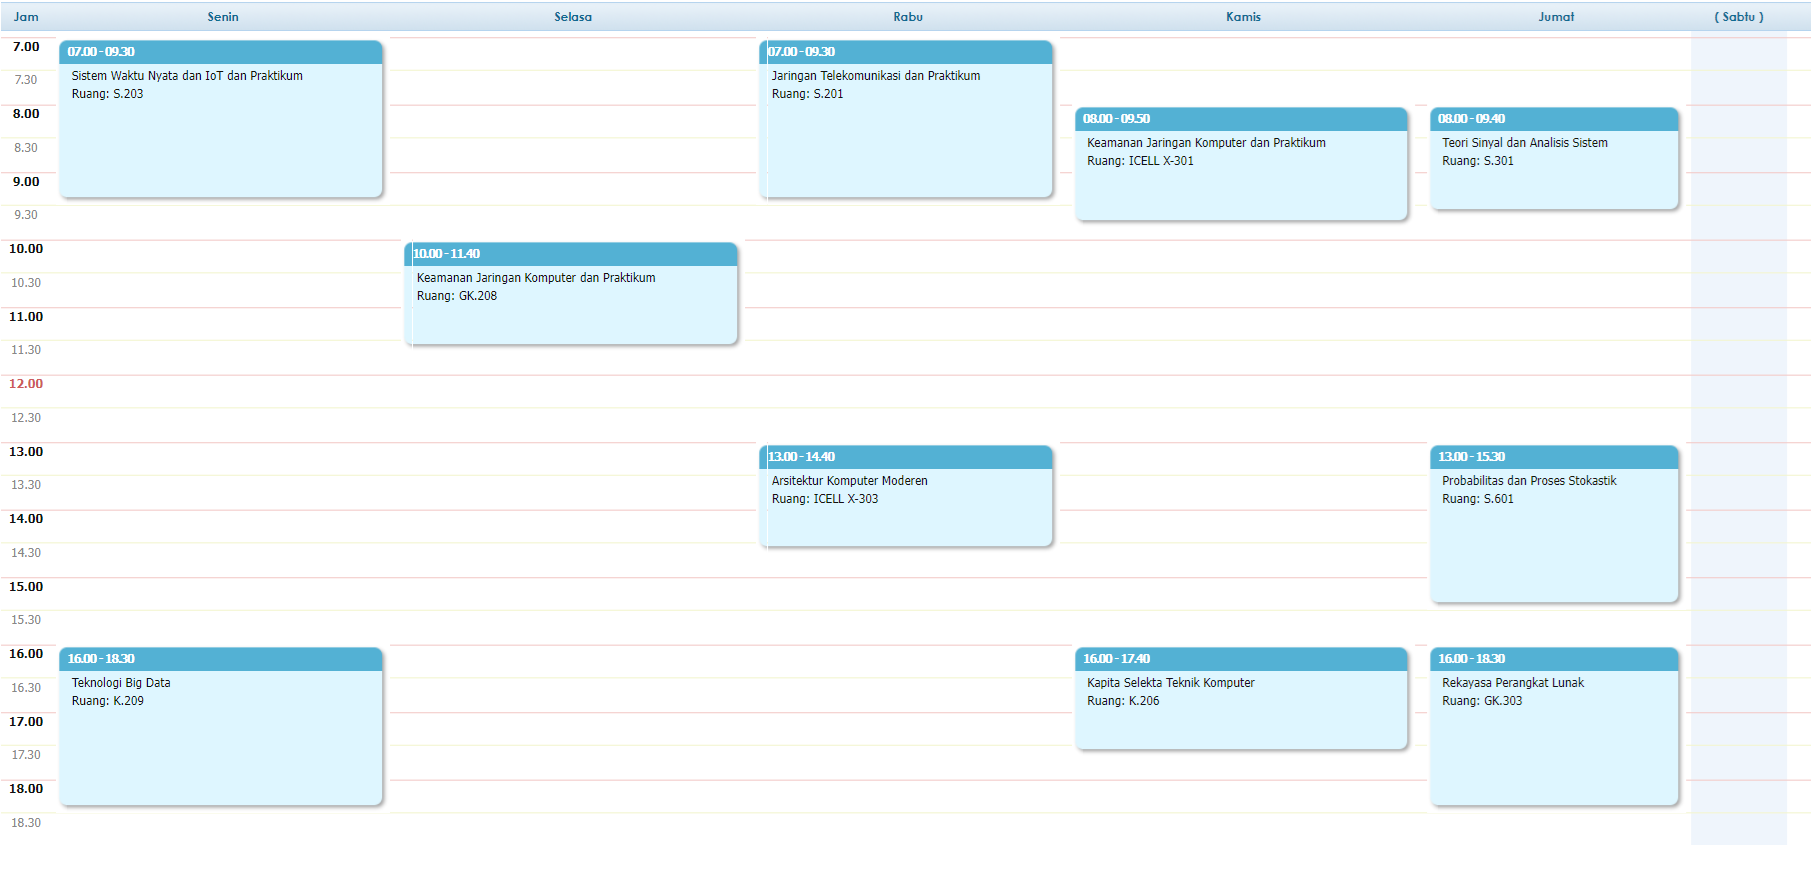 Jam Senin Selasa Rabu Kamis Jumat ( Sabtu )
7.00
07.00 - 09.30
Sistem Waktu Nyata dan IoT dan Praktikum
Ruang: S.203
07.00 - 09.30
Jaringan Telekomunikasi dan Praktikum
Ruang: S.201
7.30
8.00
08.00 - 09.50
Keamanan Jaringan Komputer dan Praktikum
Ruang: ICELL X-301
08.00 - 09.40
Teori Sinyal dan Analisis Sistem
Ruang: S.301
8.30
9.00
9.30
10.00
10.00 - 11.40
Keamanan Jaringan Komputer dan Praktikum
Ruang: GK.208
10.30
11.00
11.30
12.00
12.30
13.00
13.00 - 14.40
Arsitektur Komputer Moderen
Ruang: ICELL X-303
13.00 - 15.30
Probabilitas dan Proses Stokastik
Ruang: S.601
13.30
14.00
14.30
15.00
15.30
16.00
16.00 - 18.30
Teknologi Big Data
Ruang: K.209
16.00 - 17.40
Kapita Selekta Teknik Komputer
Ruang: K.206
16.00 - 18.30
Rekayasa Perangkat Lunak
Ruang: GK.303
16.30
17.00
17.30
18.00
18.30